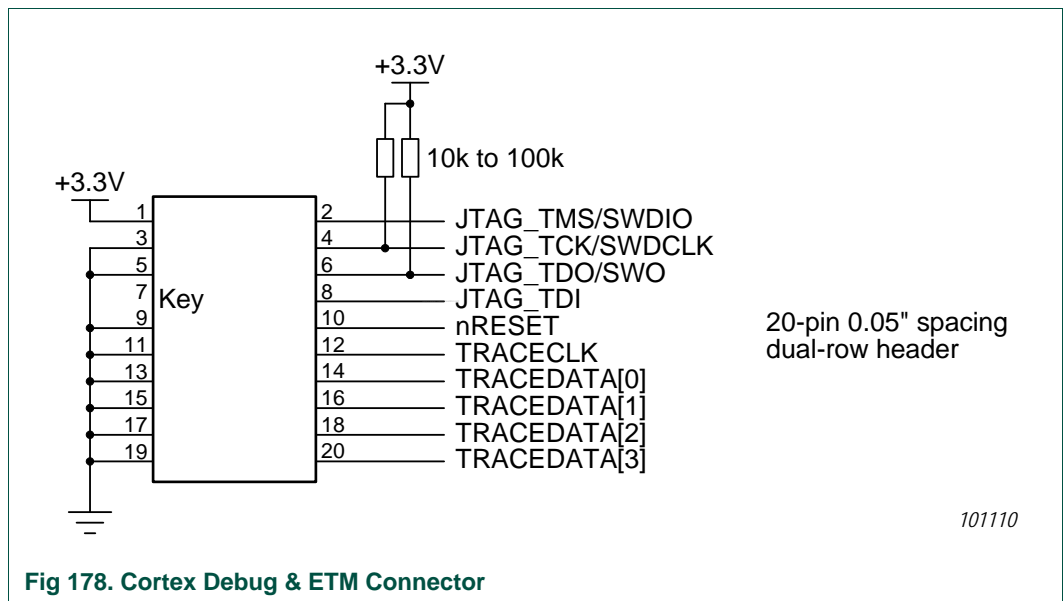 +3.3V
10k to 100k
+3.3V
1 2 JTAG_TMS/SWDIO
3 4 JTAG_TCK/SWDCLK
5 6 JTAG_TDO/SWO
7 Key 8 JTAG_TDI
9 10 nRESET
11 12 TRACECLK
13 14 TRACEDATA[0]
15 16 TRACEDATA[1]
17 18 TRACEDATA[2]
19 20 TRACEDATA[3]
20-pin 0.05" spacing
dual-row header
101110
Fig 178. Cortex Debug & ETM Connector